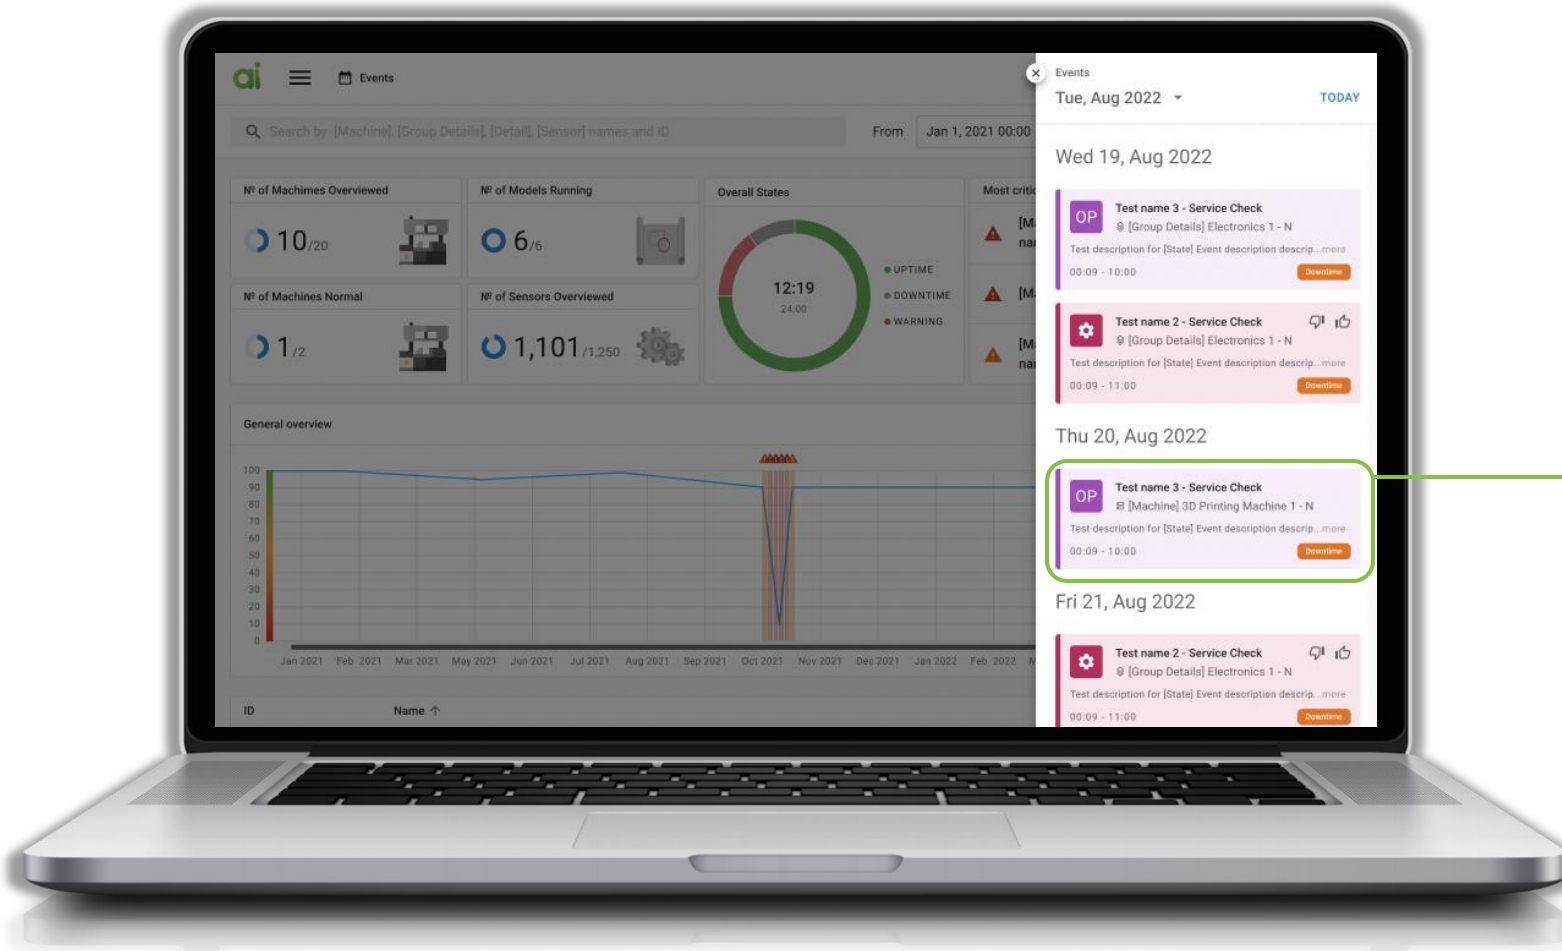 ai
Events
Search by [Machine], [Group Details], [Detail], [Sensor] names and ID
From
Jan 1, 2021 00:00
Nº of Machimes Overviewed
10/20
Nº of Models Running
6/6
Nº of Machines Normal
1/2
Nº of Sensors Overviewed
1,101/1,250
Overall States
12:19
24:00
UPTIME
DOWNTIME
WARNING
Most critic
[Ma
nam
[Ma
[Ma
nam
General overview
100
90
80
70
60
50
40
30
20
10
0
Jan 2021 Feb 2021 Mar 2021 May 2021 Jun 2021 Jul 2021 Aug 2021 Sep 2021 Oct 2021 Nov 2021 Dec 2021 Jan 2022 Feb 2022 M
ID Name
Events
Tue, Aug 2022
TODAY
Wed 19, Aug 2022
OP
Test name 3 - Service Check
[Group Details] Electronics 1 - N
Test description for [State] Event description descrip...more
00:09 - 10:00
Downtime
Test name 2 - Service Check
[Group Details] Electronics 1 - N
Test description for [State] Event description descrip...more
00:09 - 11:00
Downtime
Thu 20, Aug 2022
OP
Test name 3 - Service Check
[Machine] 3D Printing Machine 1 - N
Test description for [State] Event description descrip...more
00:09 - 10:00
Downtime
Fri 21, Aug 2022
Test name 2 - Service Check
[Group Details] Electronics 1 - N
Test description for [State] Event description descrip...more
00:09 - 11:00
Downtime